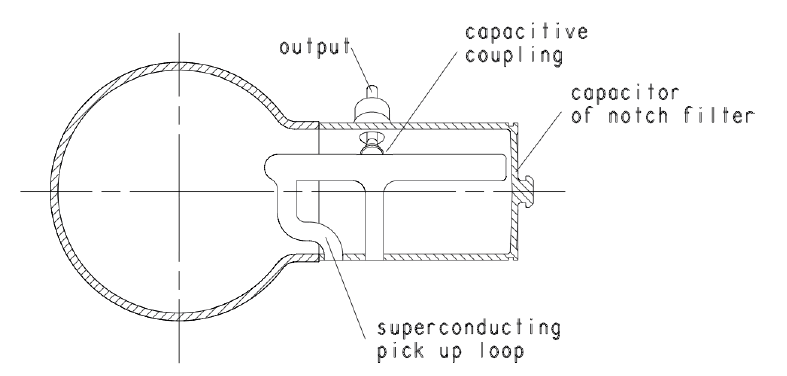 capacitive
coupling
output
capacitor
of notch filter
superconducting
pick up loop